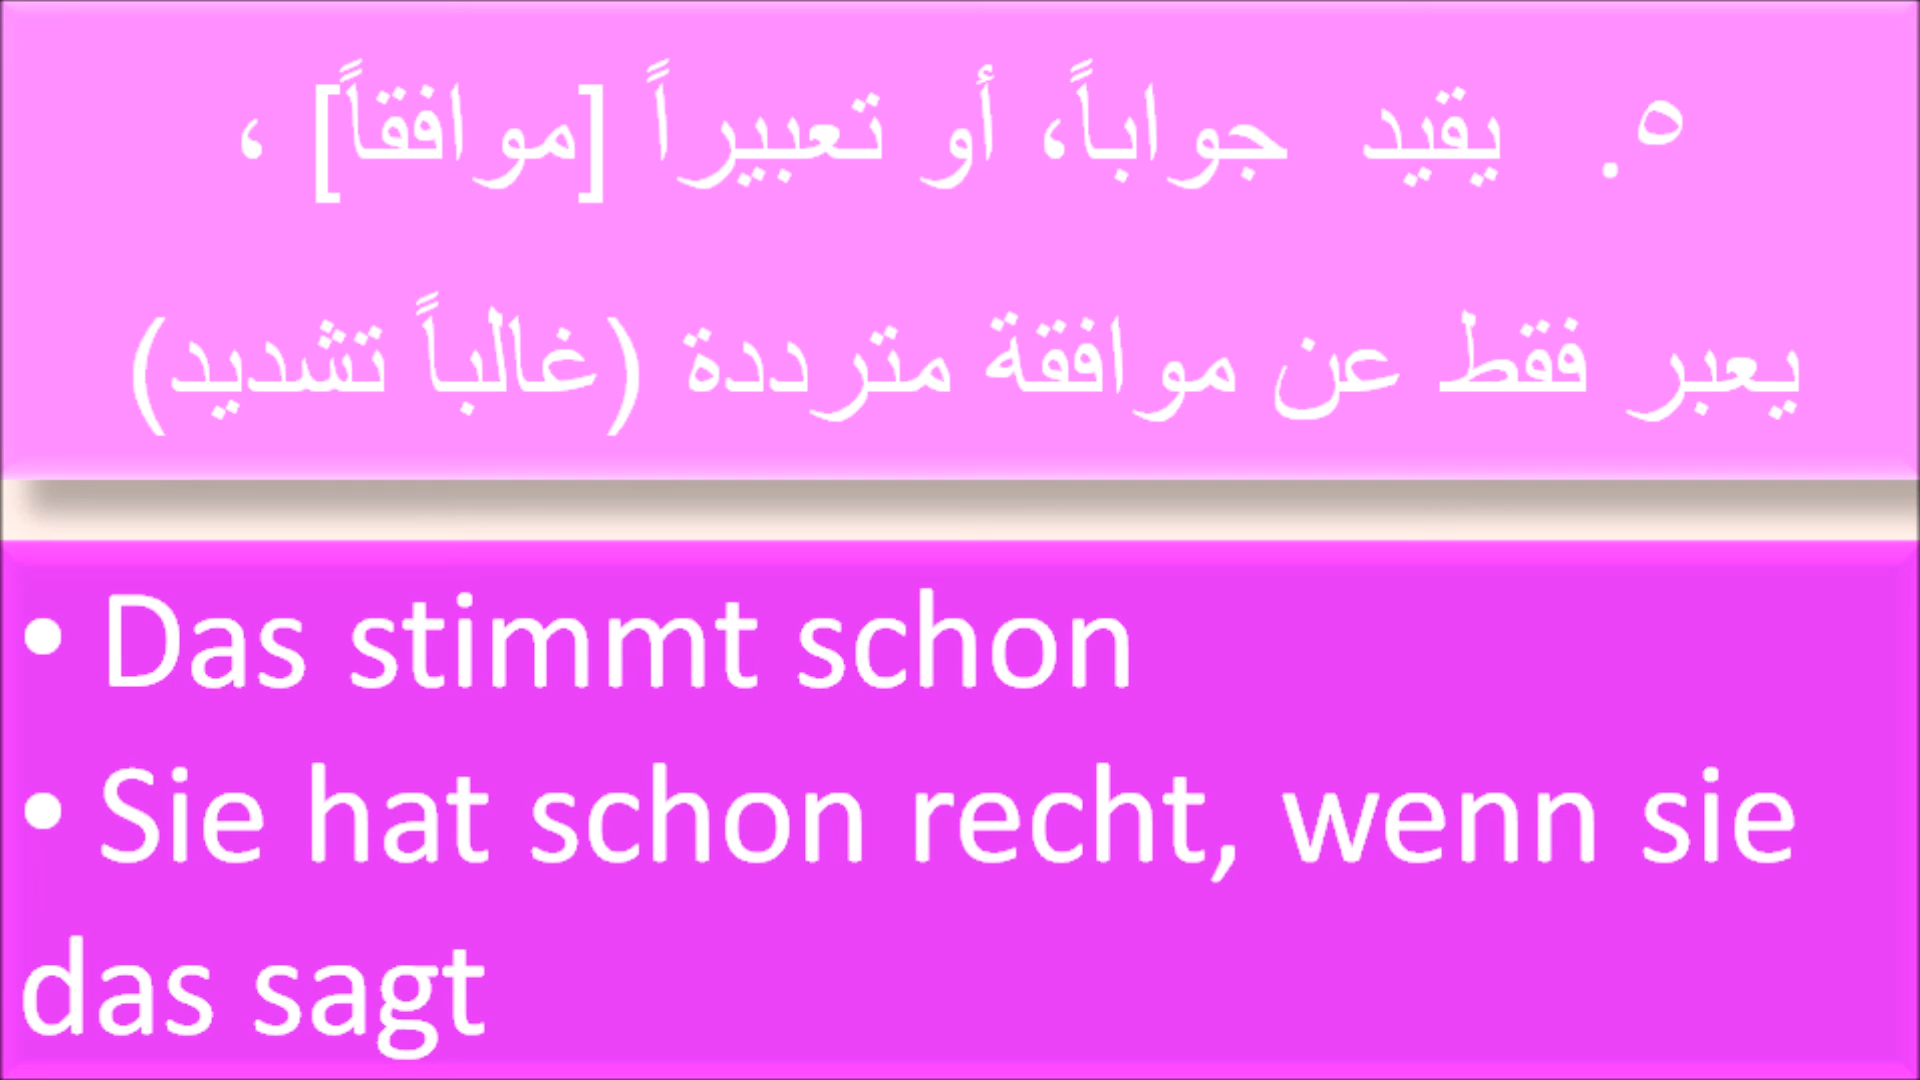 ٥. يقيد جواباً، أو تعبيراً [موافقاً] ،
يعبر فقط عن موافقة مترددة (غالباً تشديد)
• Das stimmt schon
• Sie hat schon recht, wenn sie
das sagt